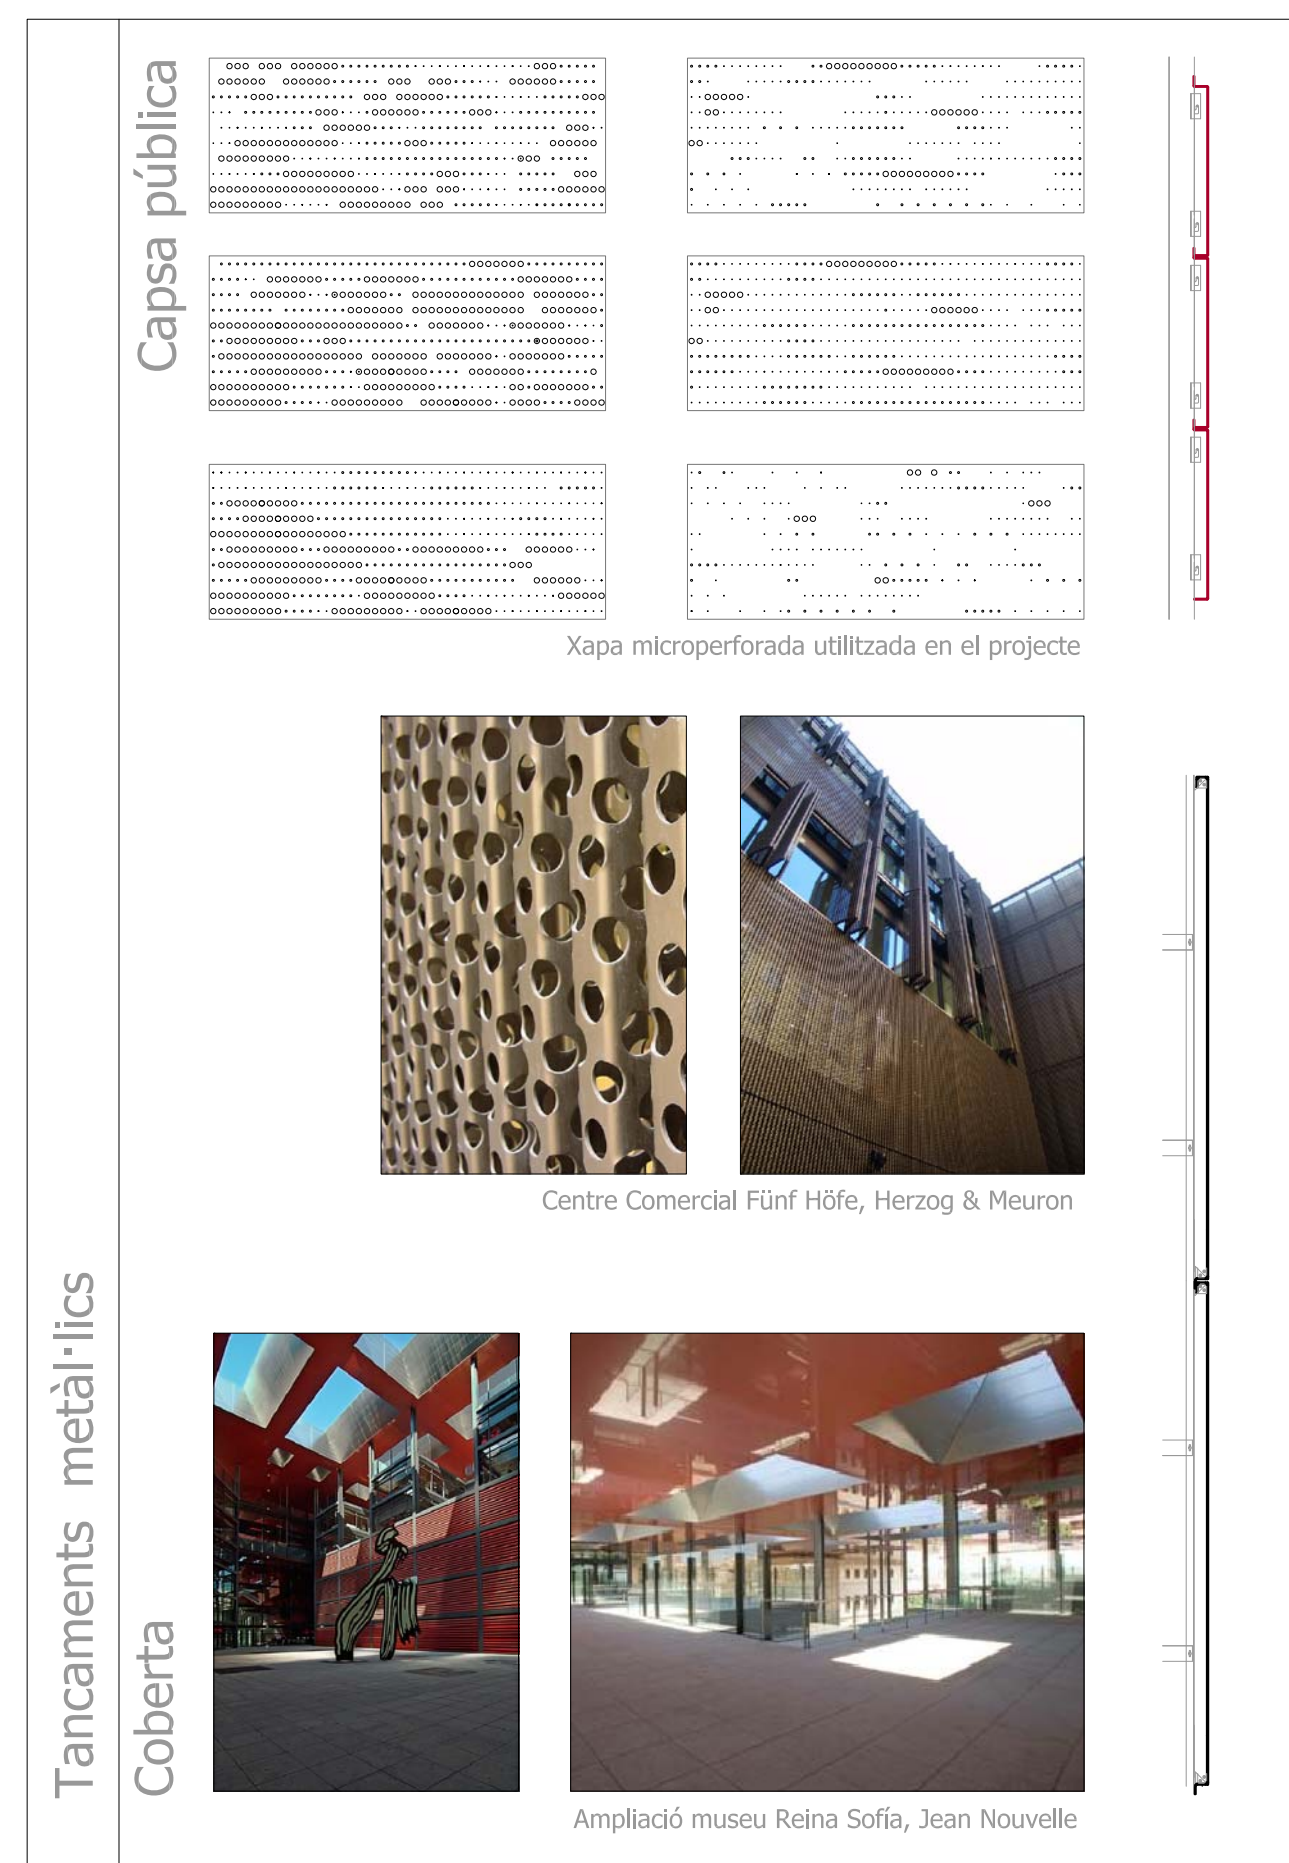 Tancaments metàl·lics
Capsa pública
Xapa microperforada utilitzada en el projecte
Centre Comercial Fünf Höfe, Herzog & Meuron
Coberta
Ampliació museu Reina Sofía, Jean Nouvelle